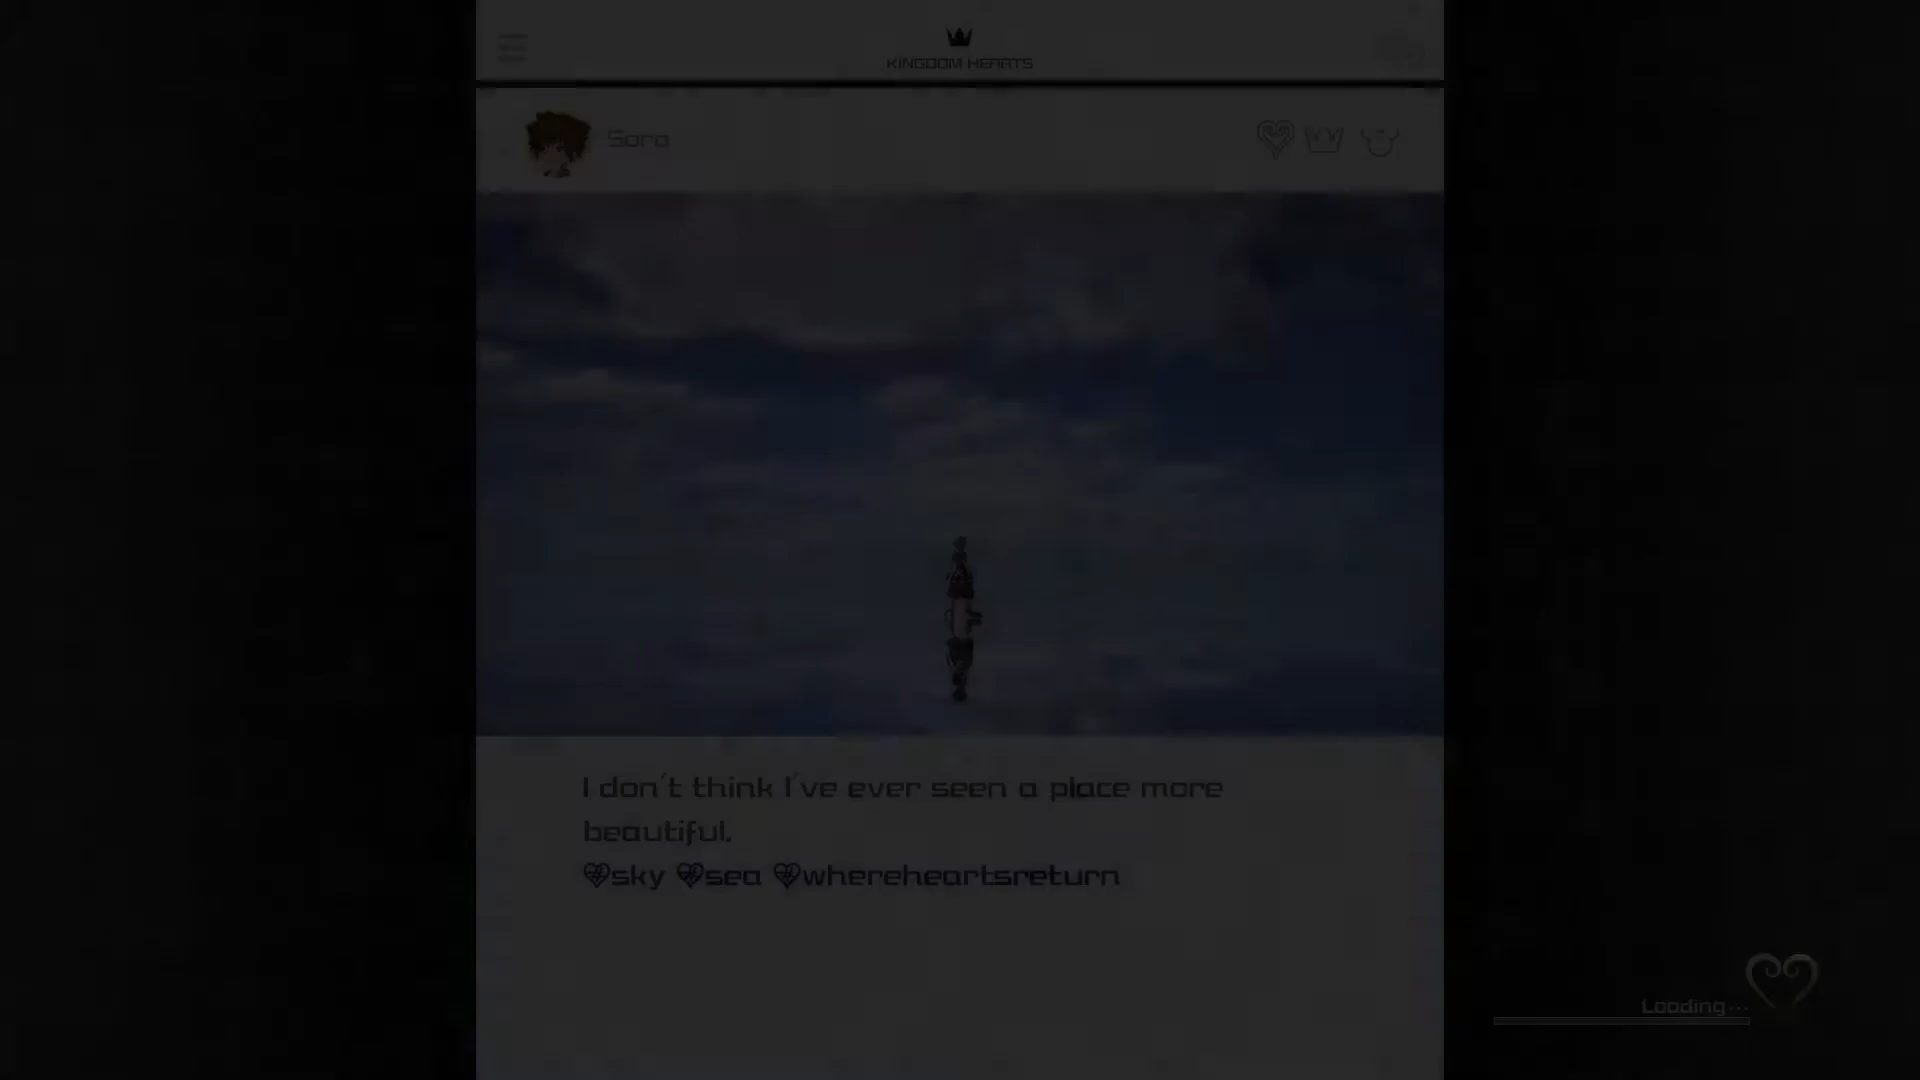 KINGDOM HEARTS
Sora
I don't think I've ever seen a place more
beautiful.
sky sea whereheartsreturn
Loading...